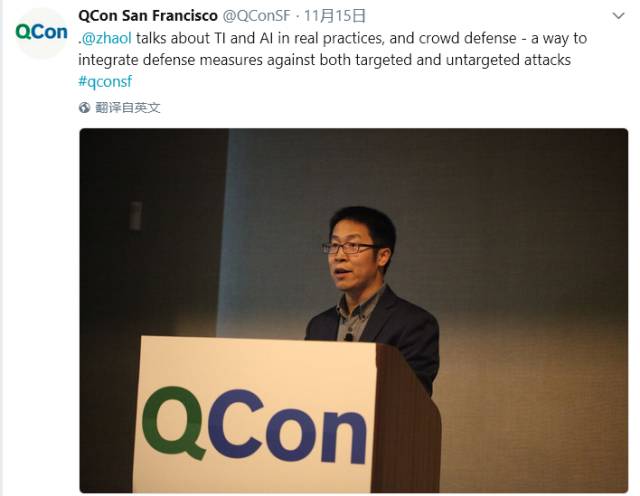 QCon San Francisco @QConSF · 11月15日
QCon
.@zhaol talks about TI and AI in real practices, and crowd defense - a way to
integrate defense measures against both targeted and untargeted attacks
#qconsf
翻译自英文
QCon